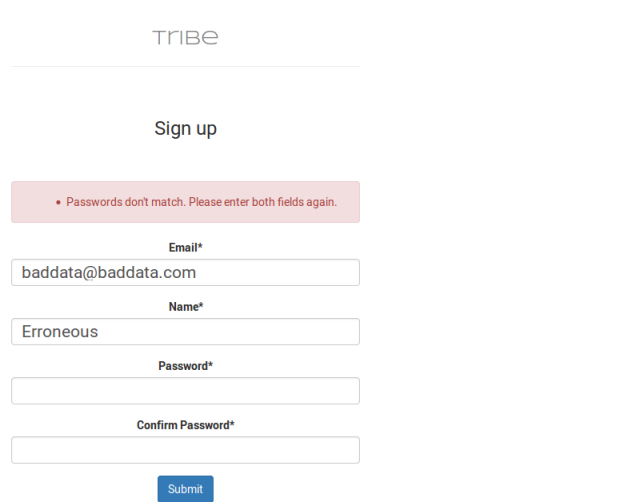 TRIBE
Sign up
• Passwords don't match. Please enter both fields again.
Email*
baddata@baddata.com
Name*
Erroneous
Password*
Confirm Password*
Submit